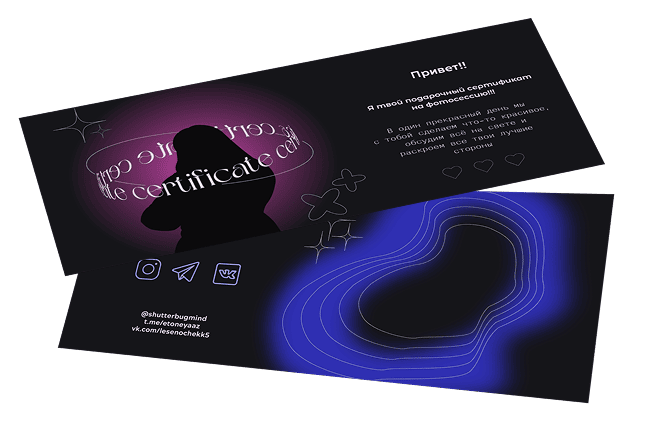 Привет!!
Я твой подарочный сертификат
на фотосессию!!!
В один прекрасный день мы
с тобой сделаем что-то красивое,
обсудим всё на свете и
раскроем все твои лучшие
стороны
certificate
@shutterbugmind
t.me/etoneyaaz
vk.com/lesenochekk5